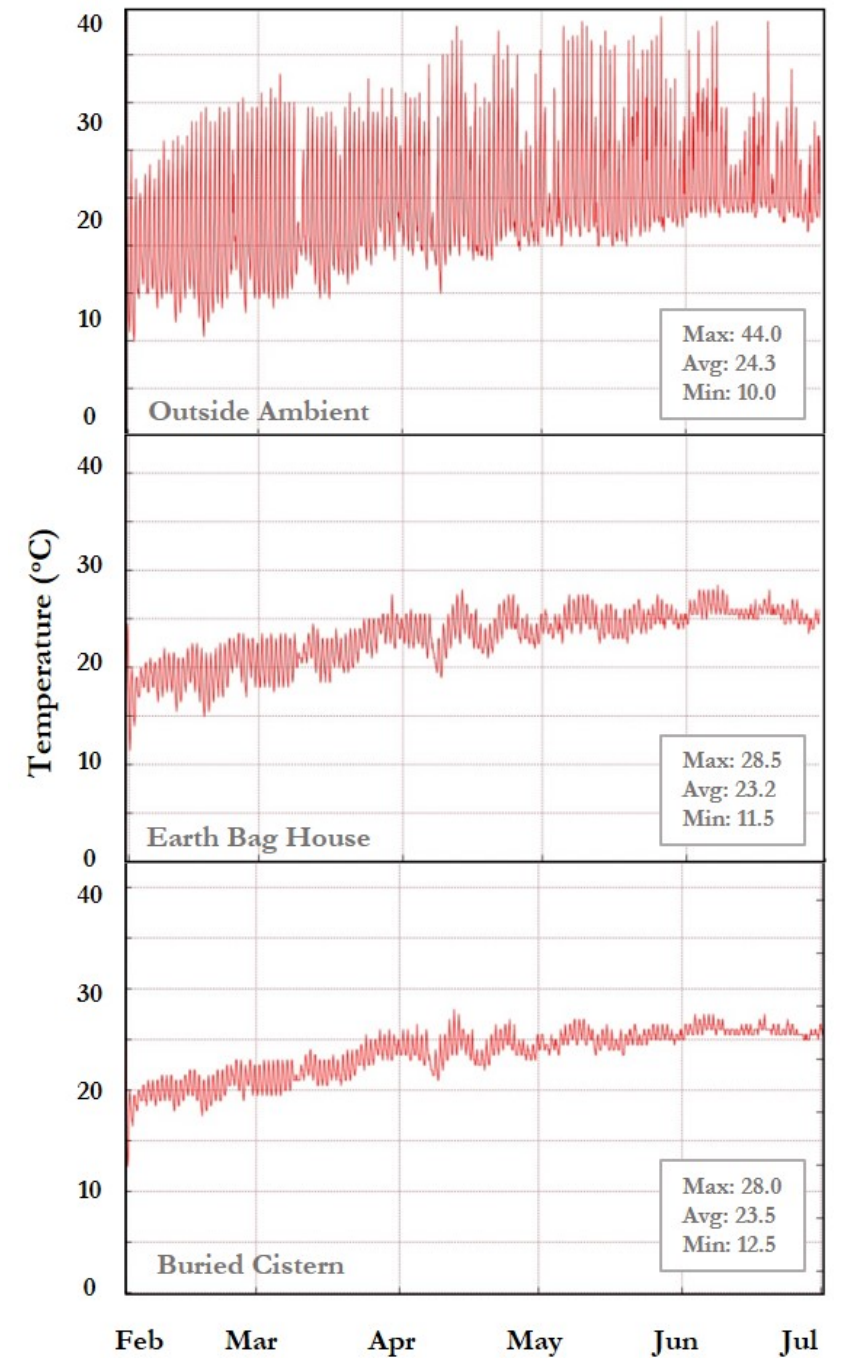 40
30
20
10
0
Max: 44.0
Avg: 24.3
Min: 10.0
Outside Ambient
Temperature (°C)
40
30
20
10
0
Max: 28.5
Avg: 23.2
Min: 11.5
Earth Bag House
40
30
20
10
0
Max: 28.0
Avg: 23.5
Min: 12.5
Buried Cistern
Feb Mar Apr May Jun Jul